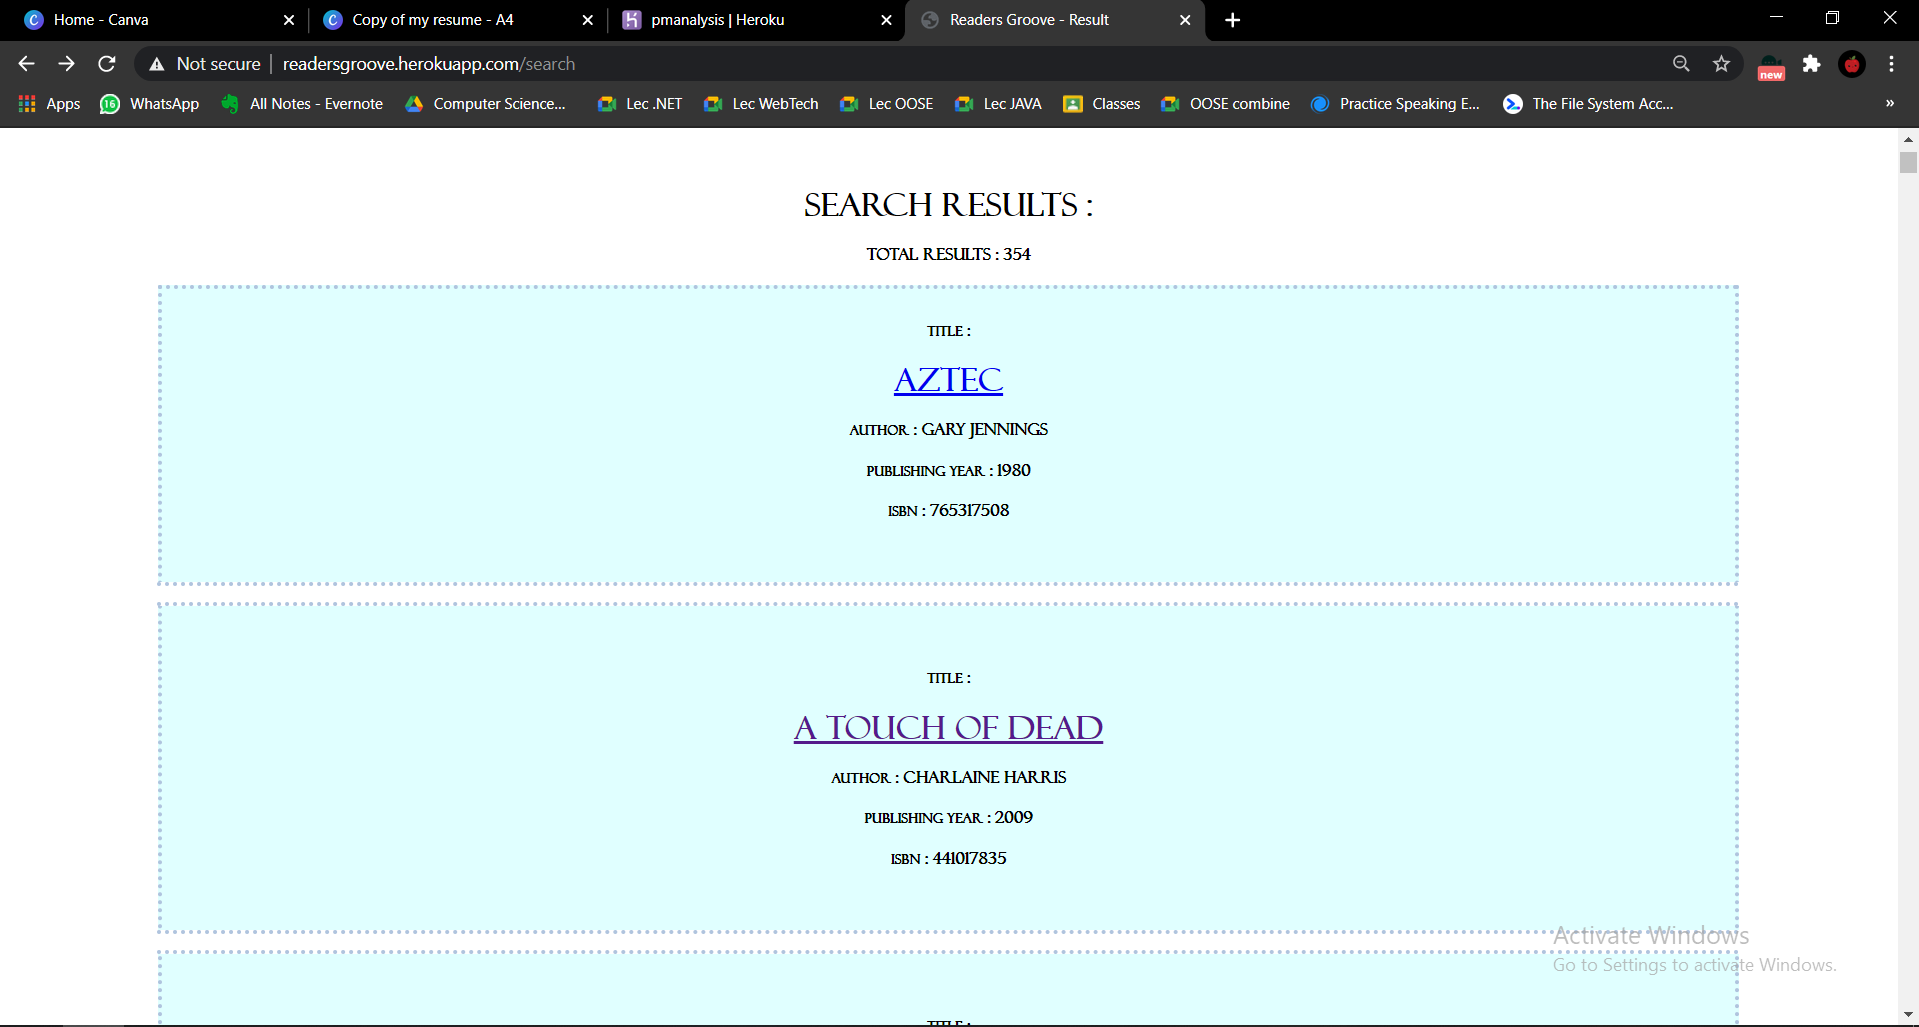 Home - Canva
Copy of my resume - A4
pmanalysis | Heroku
Readers Groove - Result
Not secure
readersgroove.herokuapp.com/search
new
Apps
16
WhatsApp
All Notes - Evernote
Computer Science...
Lec .NET
Lec WebTech
Lec OOSE
Lec JAVA
Classes
OOSE combine
Practice Speaking E...
The File System Acc...
SEARCH RESULTS :
TOTAL RESULTS : 354
TITLE :
AZTEC
AUTHOR : GARY JENNINGS
PUBLISHING YEAR : 1980
ISBN : 765317508
TITLE :
A TOUCH OF DEAD
AUTHOR : CHARLAINE HARRIS
PUBLISHING YEAR : 2009
ISBN : 441017835
Activate Windows
Go to Settings to activate Windows.
TITLE :